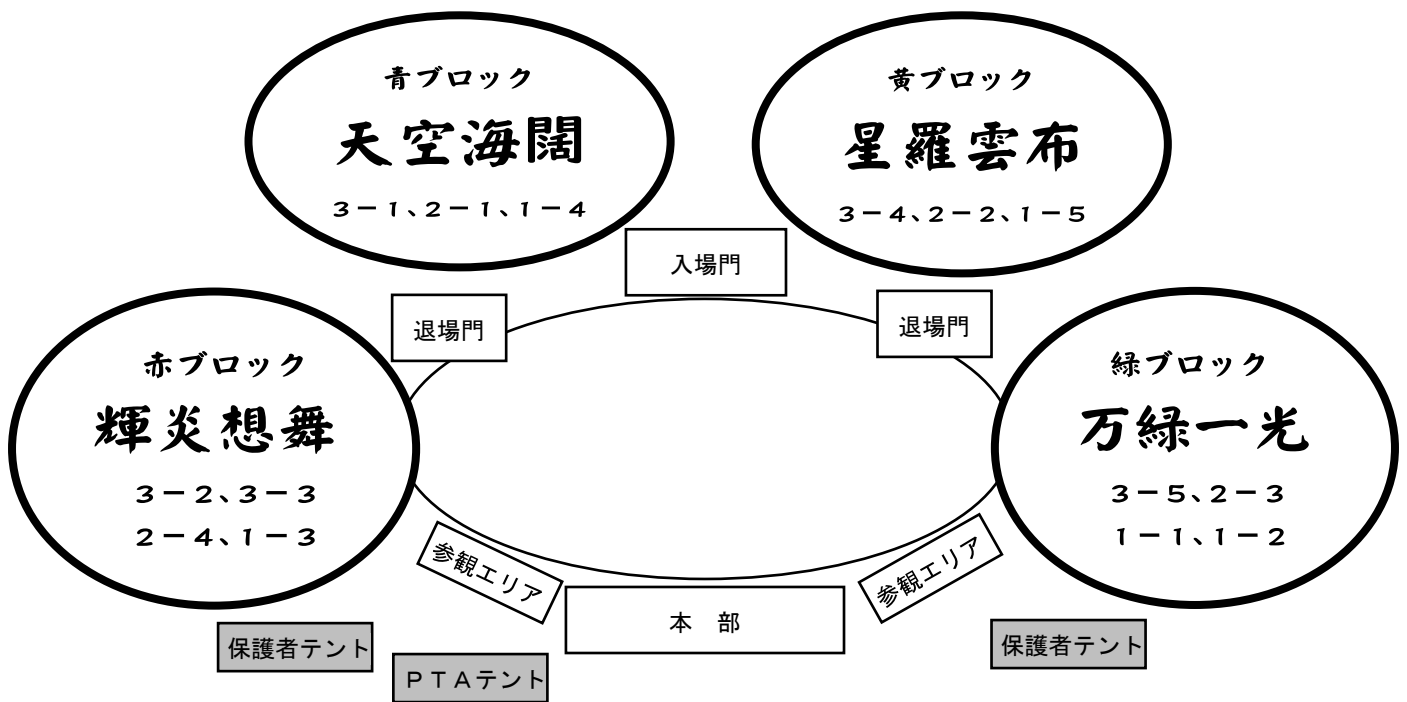 青ブロック
天空海闊
3-1、2-1、1-4
黄ブロック
星羅雲布
3-4、2-2、1-5
入場門
退場門
退場門
赤ブロック
輝炎想舞
3-2、3-3
2-4、1-3
緑ブロック
万緑一光
3-5、2-3
1-1、1-2
参観エリア
参観エリア
本　部
保護者テント
ＰＴＡテント
保護者テント